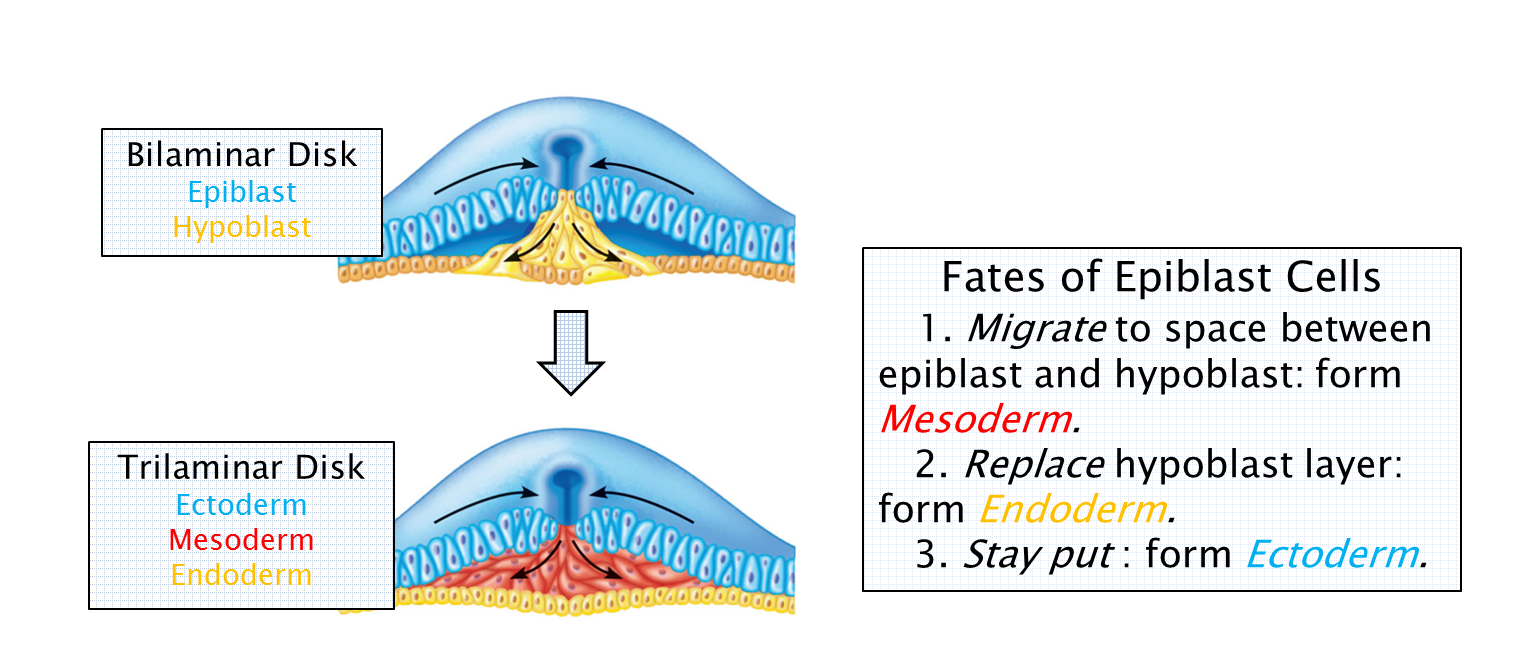 Bilaminar Disk
Epiblast
Hypoblast
Trilaminar Disk
Ectoderm
Mesoderm
Endoderm
Fates of Epiblast Cells
1. Migrate to space between
epiblast and hypoblast: form
Mesoderm.
2. Replace hypoblast layer:
form Endoderm.
3. Stay put : form Ectoderm.